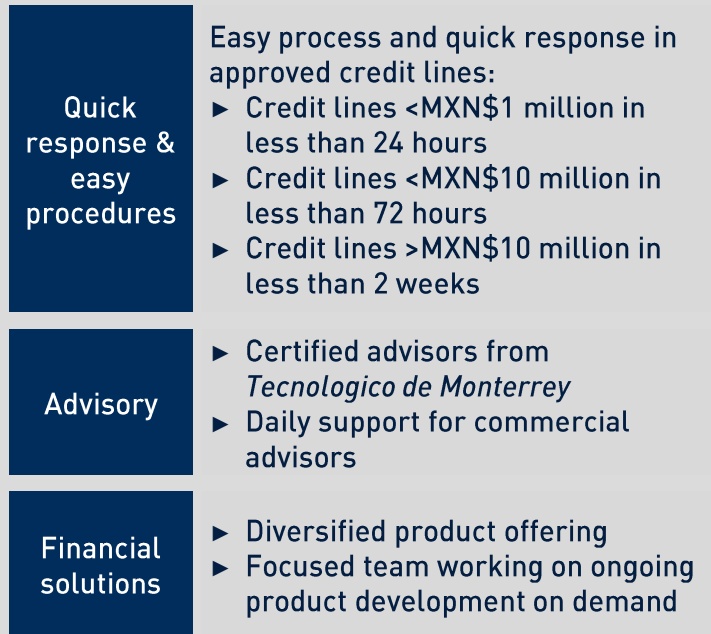 Quick
response &
easy
procedures
Easy process and quick response in
approved credit lines:
► Credit lines <MXN$1 million in
less than 24 hours
► Credit lines <MXN$10 million in
less than 72 hours
► Credit lines >MXN$10 million in
less than 2 weeks
Advisory
► Certified advisors from
Tecnologico de Monterrey
► Daily support for commercial
advisors
Financial
solutions
► Diversified product offering
► Focused team working on ongoing
product development on demand